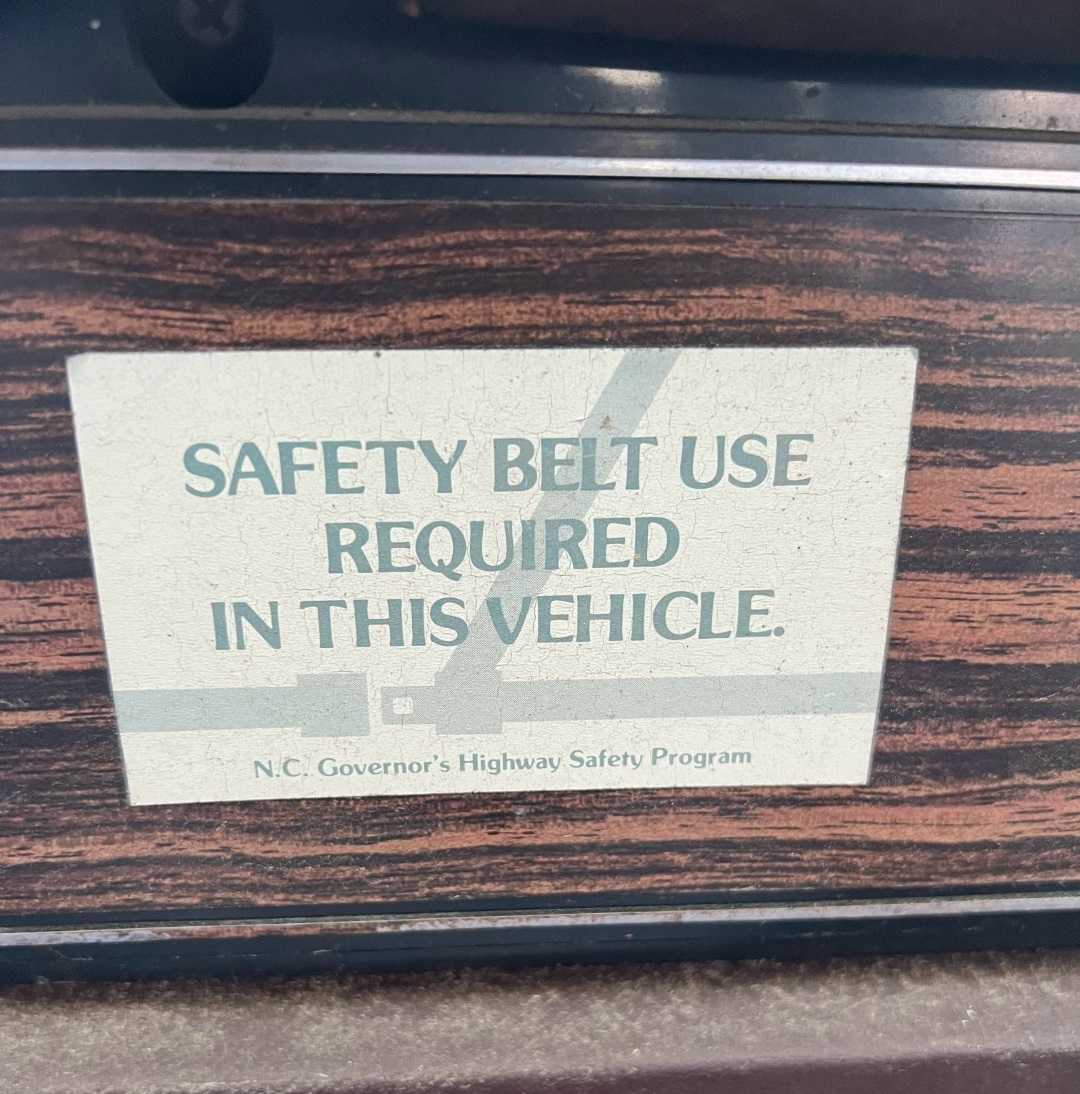 SAFETY BELT USE
REQUIRED
IN THIS VEHICLE.
N.C. Governor's Highway Safety Program